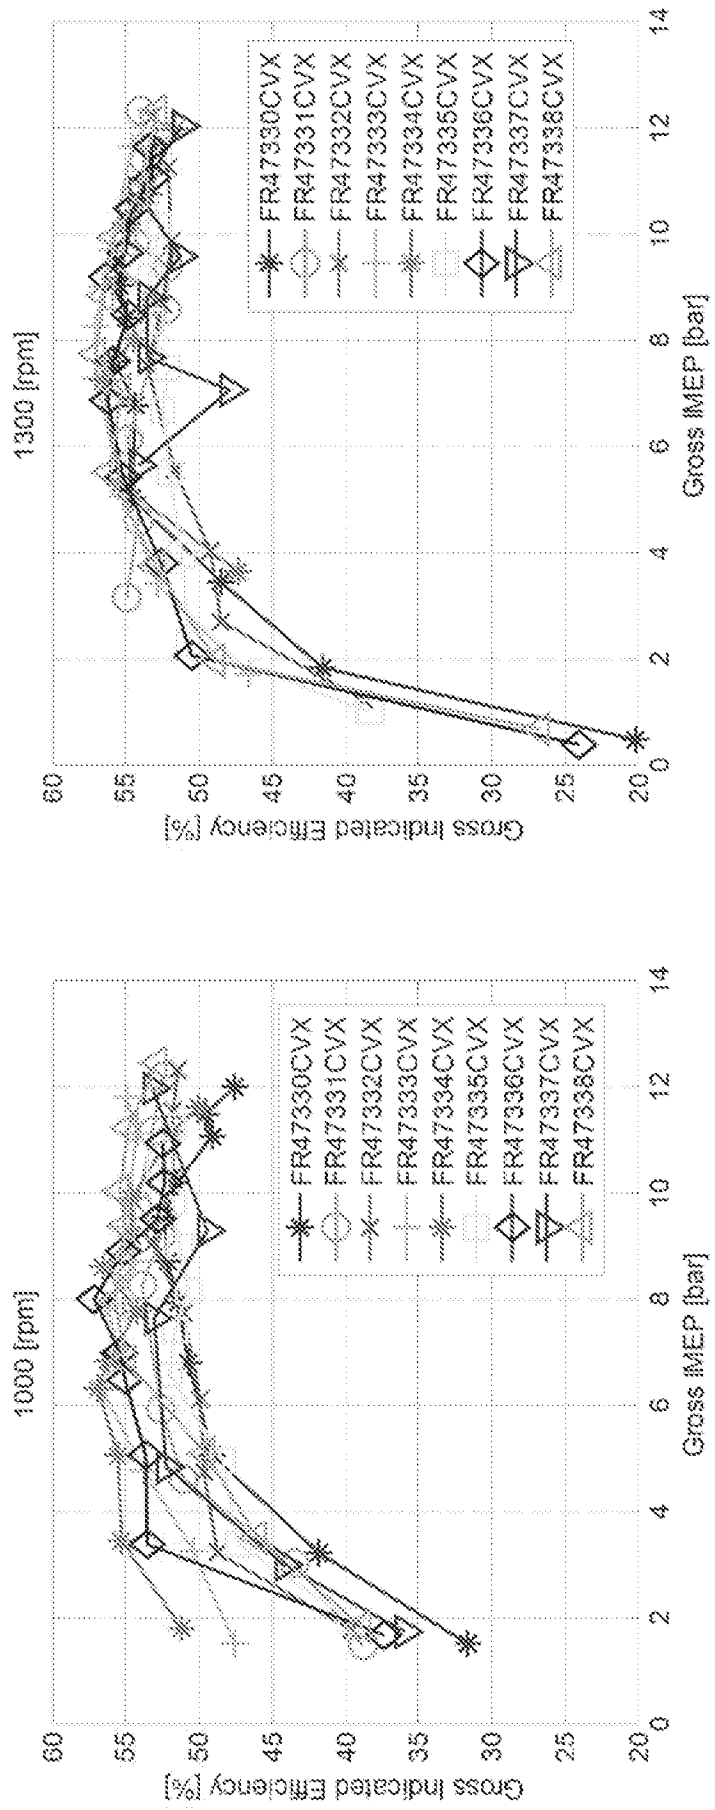 1000 [rpm]
Gross Indicated Efficiency [%]
60
55
50
45
40
35
30
25
20
0
2
4
6
8
10
12
14
Gross IMEP [bar]
FR47330CVX
FR47331CVX
FR47332CVX
FR47333CVX
FR47334CVX
FR47335CVX
FR47336CVX
FR47337CVX
FR47338CVX
1300 [rpm]
Gross Indicated Efficiency [%]
60
55
50
45
40
35
30
25
20
0
2
4
6
8
10
12
14
Gross IMEP [bar]
FR47330CVX
FR47331CVX
FR47332CVX
FR47333CVX
FR47334CVX
FR47335CVX
FR47336CVX
FR47337CVX
FR47338CVX